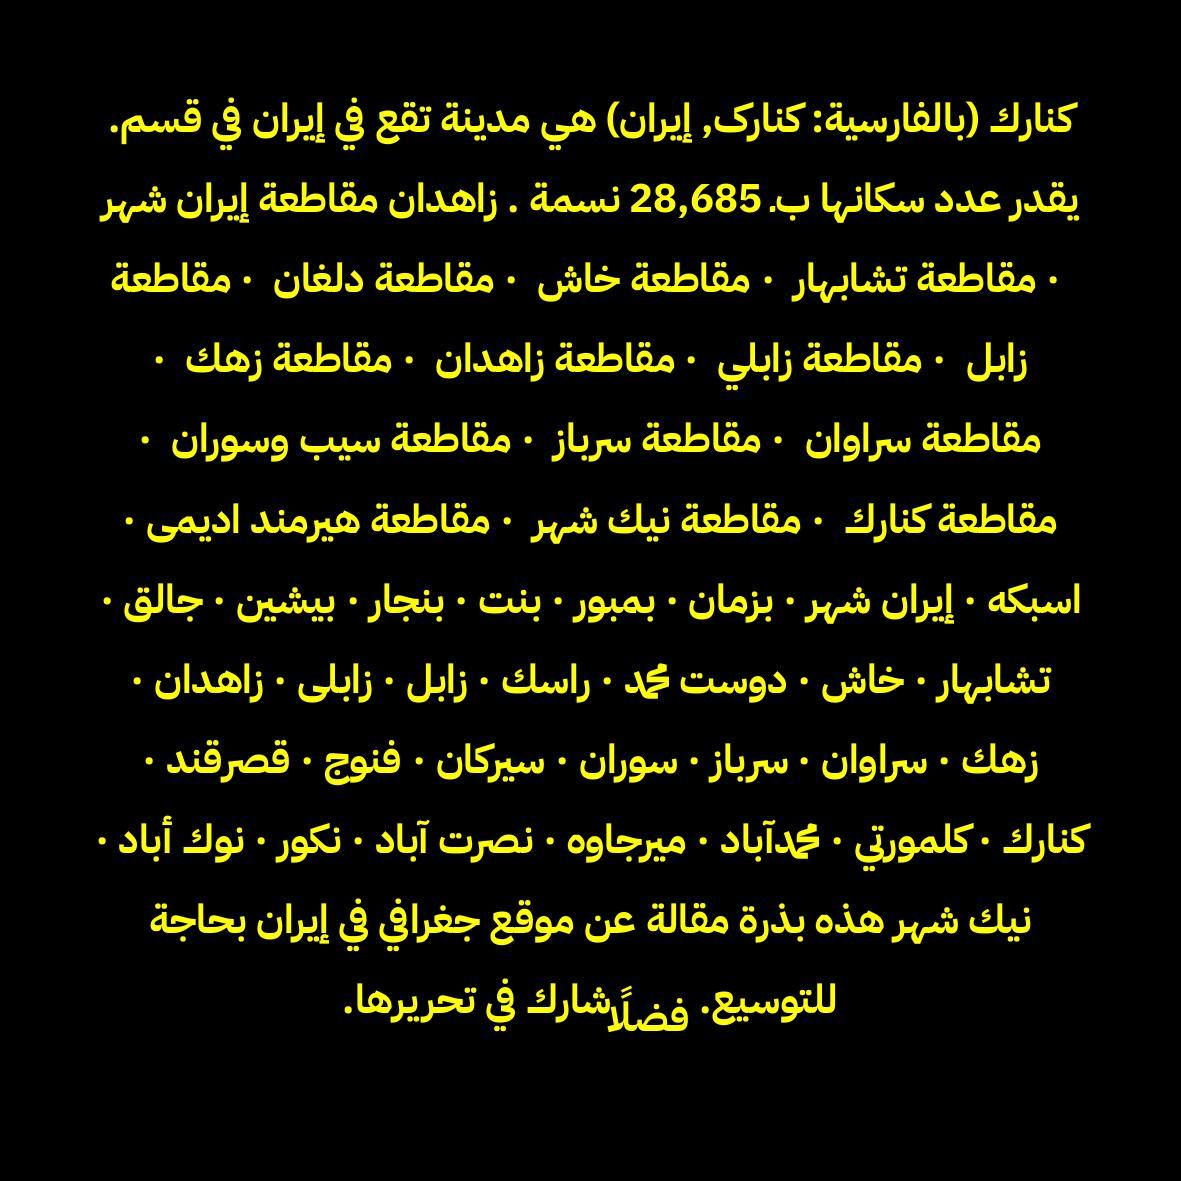 كنارك (بالفارسية: کنارک, إيران) هي مدينة تقع في إيران في قسم.
يقدر عدد سكانها ب. 28,685 نسمة . زاهدان مقاطعة إيران شهر
· مقاطعة تشابهار · مقاطعة خاش · مقاطعة دلغان · مقاطعة
زابل · مقاطعة زابلي · مقاطعة زاهدان · مقاطعة زهك ·
مقاطعة سراوان · مقاطعة سرباز · مقاطعة سيب وسوران ·
مقاطعة كنارك · مقاطعة نيك شهر · مقاطعة هيرمند اديمى ·
اسبكه · إيران شهر · بزمان · بمبور · بنت · بنجار · بيشين · جالق ·
تشابهار · خاش · دوست محمد · راسك · زابل · زابلى · زاهدان ·
زهك · سراوان · سرباز · سوران · سيركان · فنوج · قصرقند ·
كنارك · كلمورتي · محمدآباد · ميرجاوه · نصرت آباد · نكور · نوك أباد ·
نيك شهر هذه بذرة مقالة عن موقع جغرافي في إيران بحاجة
للتوسيع. فضلًا شارك في تحريرها.